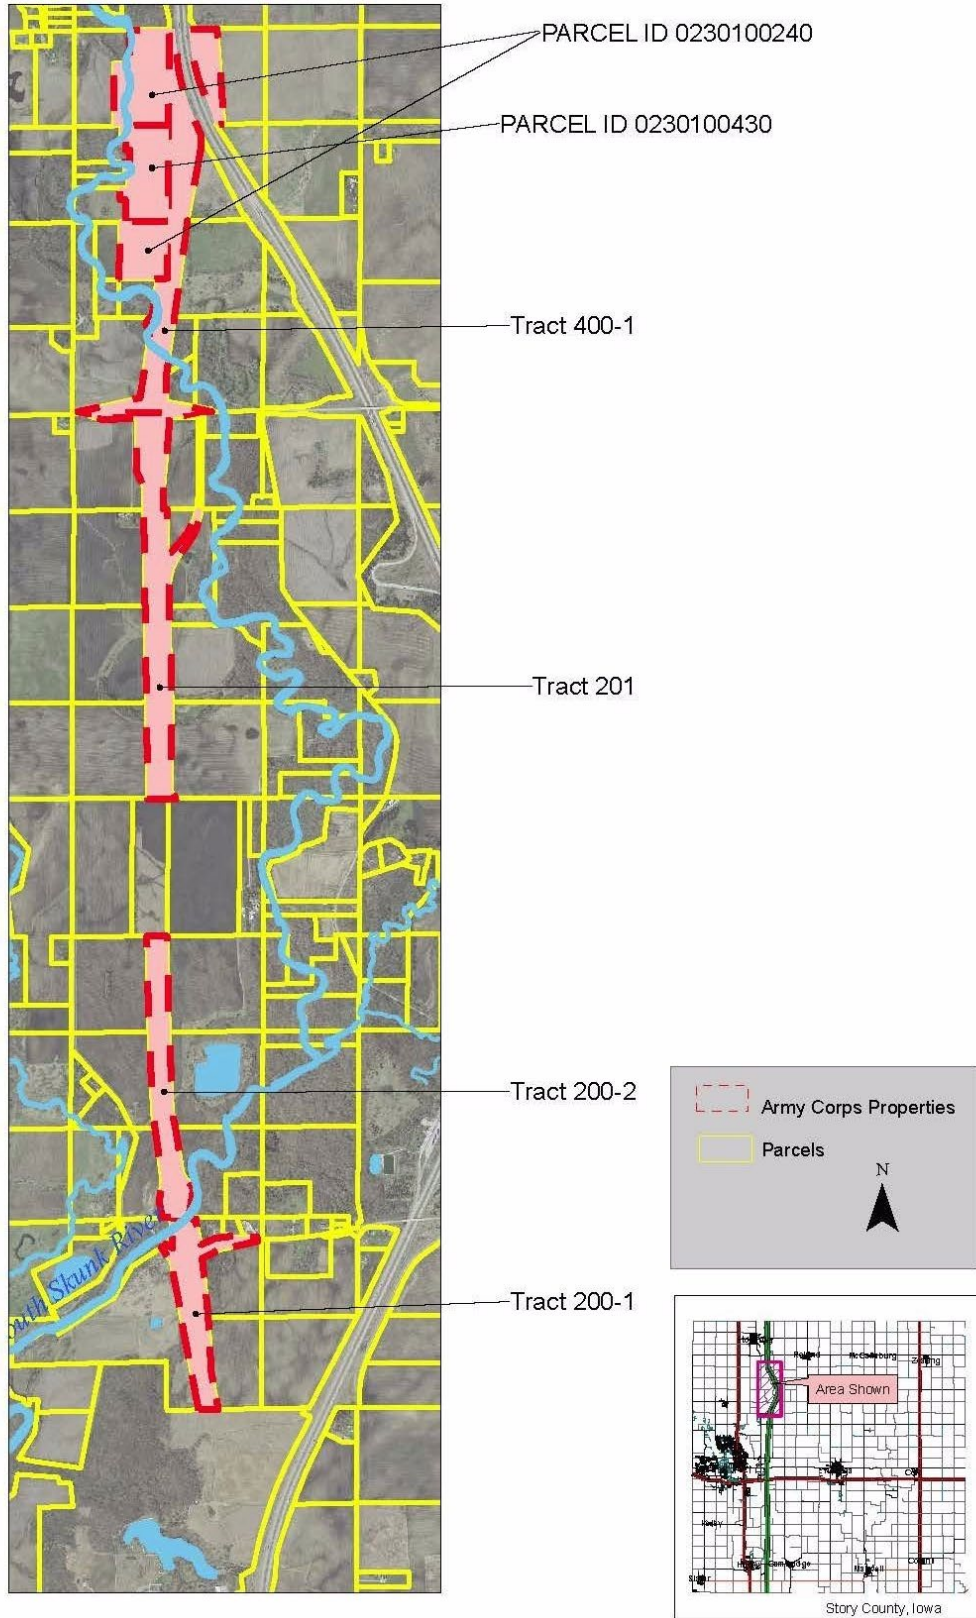 PARCEL ID 0230100240
PARCEL ID 0230100430
Tract 400-1
Tract 201
Tract 200-2
Tract 200-1
South Skunk River
Army Corps Properties
Parcels
N
Area Shown
Story County, Iowa